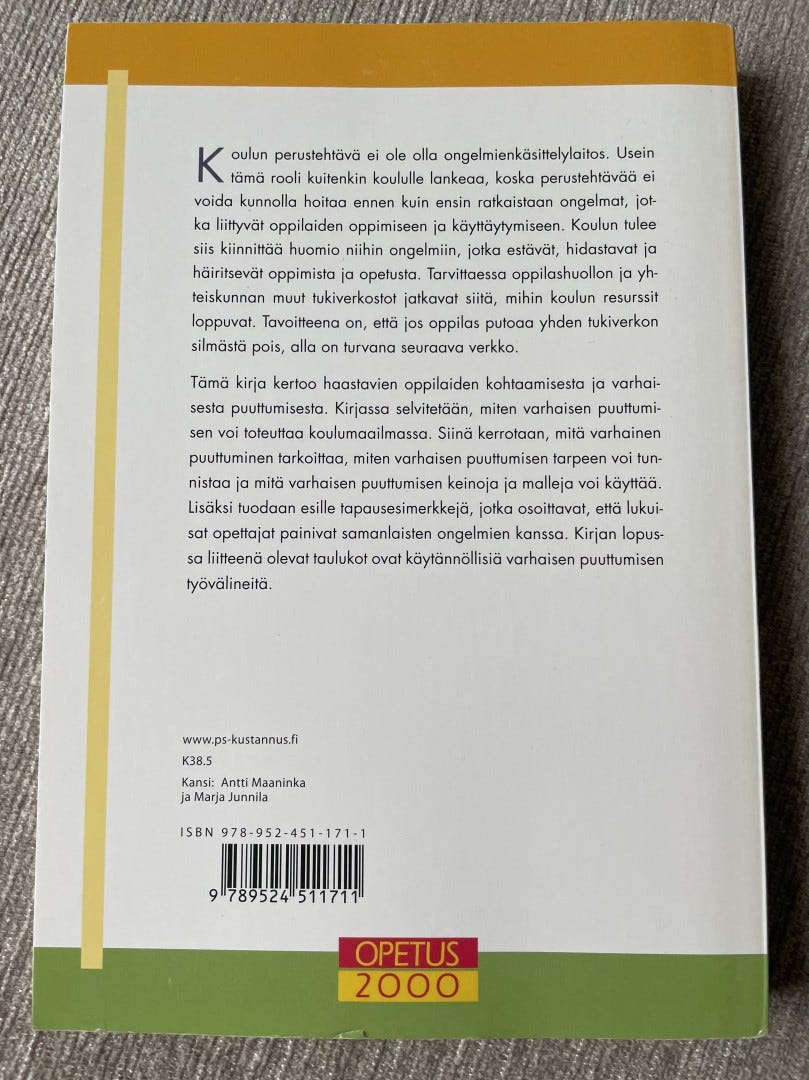 Koulun perustehtävä ei ole olla ongelmienkäsittelylaitos. Usein
tämä rooli kuitenkin koululle lankeaa, koska perustehtävää ei
voida kunnolla hoitaa ennen kuin ensin ratkaistaan ongelmat, jot-
ka liittyvät oppilaiden oppimiseen ja käyttäytymiseen. Koulun tulee
siis kiinnittää huomio niihin ongelmiin, jotka estävät, hidastavat ja
häiritsevät oppimista ja opetusta. Tarvittaessa oppilashuollon ja yh-
teiskunnan muut tukiverkostot jatkavat siitä, mihin koulun resurssit
loppuvat. Tavoitteena on, että jos oppilas putoaa yhden tukiverkon
silmästä pois, alla on turvana seuraava verkko.
Tämä kirja kertoo haastavien oppilaiden kohtaamisesta ja varhai-
sesta puuttumisesta. Kirjassa selvitetään, miten varhaisen puuttumi-
sen voi toteuttaa koulumaailmassa. Siinä kerrotaan, mitä varhainen
puuttuminen tarkoittaa, miten varhaisen puuttumisen tarpeen voi tun-
nistaa ja mitä varhaisen puuttumisen keinoja ja malleja voi käyttää.
Lisäksi tuodaan esille tapausesimerkkejä, jotka osoittavat, että lukui-
sat opettajat painivat samanlaisten ongelmien kanssa. Kirjan lopus-
sa liitteenä olevat taulukot ovat käytännöllisiä varhaisen puuttumisen
työvälineitä.
www.ps-kustannus.fi
K38.5
Kansi: Antti Maaninka
ja Marja Junnila
ISBN 978-952-451-171-1
9 789524 511711
OPETUS
2000